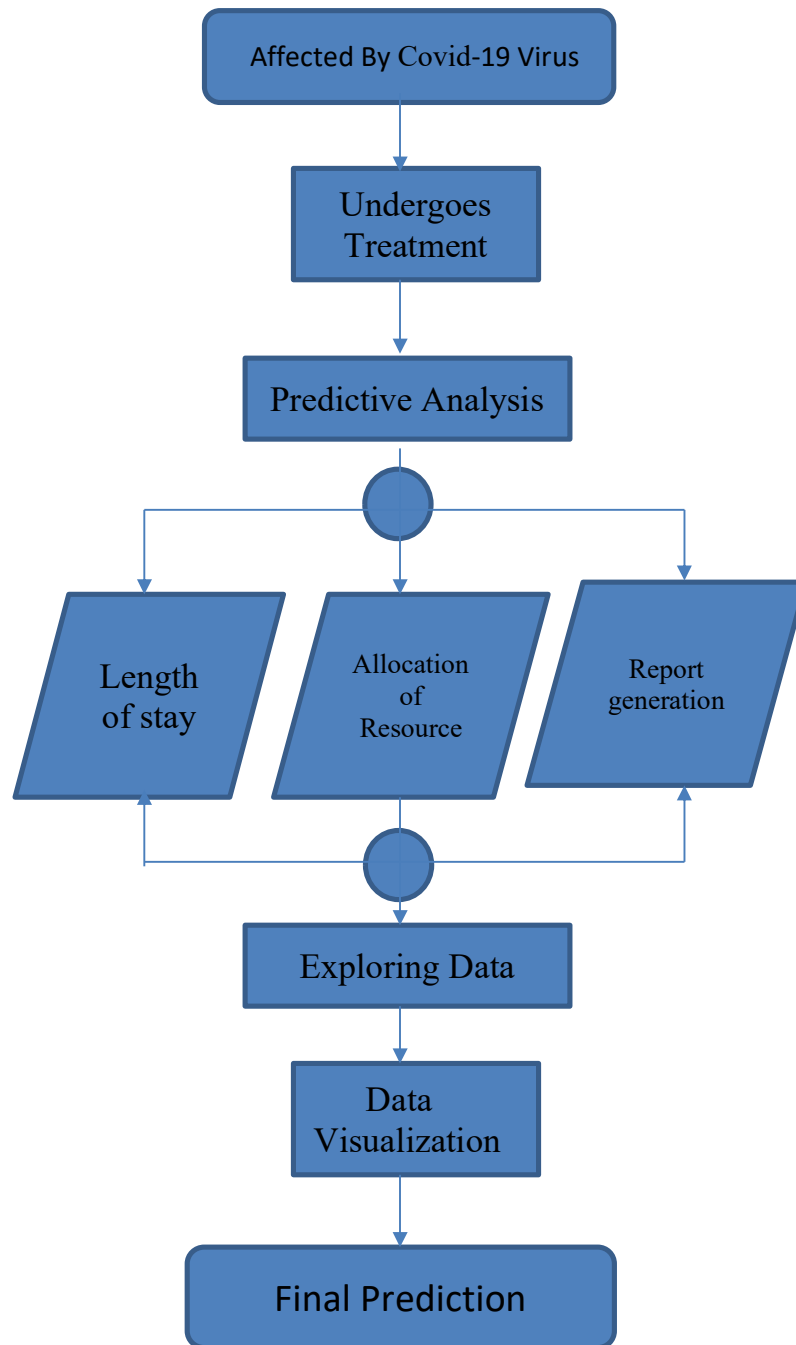 Affected By Covid-19 Virus
Undergoes
Treatment
Predictive Analysis
Length
of stay
Allocation
of
Resource
Report
generation
Exploring Data
Data
Visualization
Final Prediction